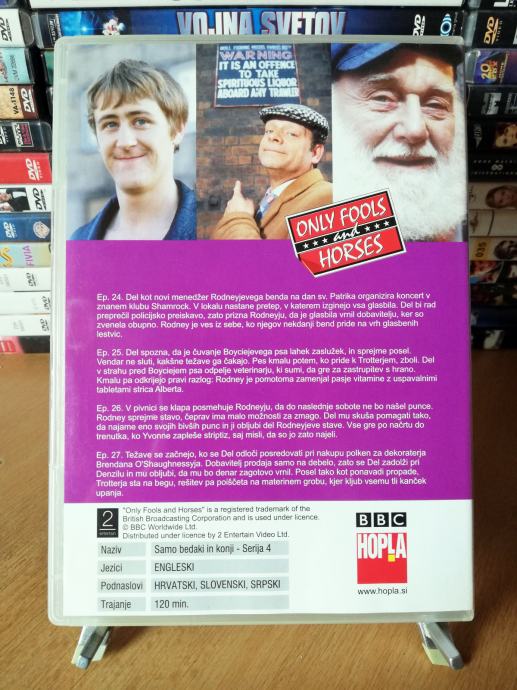 VOJNA SVETOV
FULL FATHOM FIVE LTD
WARNING
IT IS AN OFFENCE
TO TAKE
SPIRITUOUS LIQUOR
ABOARD ANY TRAWLER
ONLY FOOLS
and
HORSES
Ep. 24. Del kot novi menedžer Rodneyjevega benda na dan sv. Patrika organizira koncert v
znanem klubu Shamrock. V lokalu nastane pretep, v katerem izginejo vsa glasbila. Del bi rad
preprečil policijsko preiskavo, zato prizna Rodneyju, da je glasbila vrnil dobavitelju, ker so
zvenela obupno. Rodney je ves iz sebe, ko njegov nekdanji bend pride na vrh glasbenih
lestvic.
Ep. 25. Del spozna, da je čuvanje Boyciejevega psa lahek zaslužek, in sprejme posel.
Vendar ne sluti, kakšne težave ga čakajo. Pes kmalu potem, ko pride k Trotterjem, zboli. Del
v strahu pred Boyciejem psa odpelje veterinarju, ki sumi, da gre za zastrupitev s hrano.
Kmalu pa odkrijejo pravi razlog: Rodney je pomotoma zamenjal pasje vitamine z uspavalnimi
tabletami strica Alberta.
Ep. 26. V pivnici se klapa posmehuje Rodneyju, da do naslednje sobote ne bo našel punce.
Rodney sprejme stavo, čeprav ima malo možnosti za zmago. Del mu skuša pomagati tako,
da najame eno svojih bivših punc in ji obljubi del Rodneyjeve stave. Vse gre po načrtu do
trenutka, ko Yvonne zapleše striptiz, saj misli, da so jo zato najeli.
Ep. 27. Težave se začnejo, ko se Del odloči posredovati pri nakupu polken za dekoraterja
Brendana O'Shaughnessyja. Dobavitelj prodaja samo na debelo, zato se Del zadolži pri
Denzilu in mu obljubi, da mu bo denar zagotovo vrnil. Posel tako kot ponavadi propade,
Trotterja sta na begu, rešitev pa poiščeta na materinem grobu, kjer kljub vsemu tli kanček
upanja.
2
entertain
"Only Fools and Horses" is a registered trademark of the
British Broadcasting Corporation and is used under licence.
© BBC Worldwide Ltd.
Distributed under licence by 2 Entertain Video Ltd.
Naziv Samo bedaki in konji - Serija 4
Jezici ENGLESKI
Podnaslovi HRVATSKI, SLOVENSKI, SRPSKI
Trajanje 120 min.
BBC
HOPLA
www.hopla.si